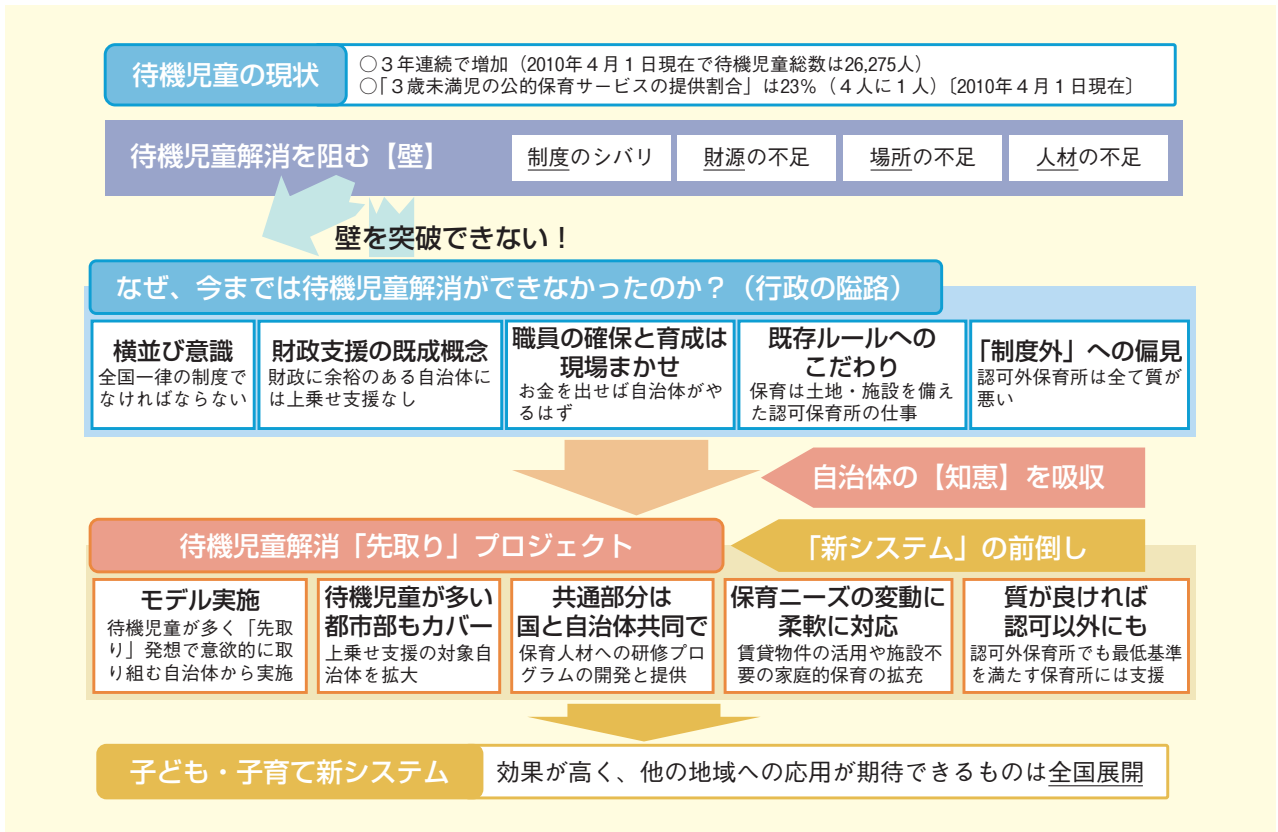 待機児童の現状
○３年連続で増加（2010年４月１日現在で待機児童総数は26,275人）
○「３歳未満児の公的保育サービスの提供割合」は23%（４人に１人）〔2010年４月１日現在〕
待機児童解消を阻む【壁】
制度のシバリ
財源の不足
場所の不足
人材の不足
壁を突破できない！
なぜ、今までは待機児童解消ができなかったのか？（行政の隘路）
横並び意識
全国一律の制度で
なければならない
財政支援の既成概念
財政に余裕のある自治体に
は上乗せ支援なし
職員の確保と育成は
現場まかせ
お金を出せば自治体がや
るはず
既存ルールへの
こだわり
保育は土地・施設を備え
た認可保育所の仕事
「制度外」への偏見
認可外保育所は全て質が
悪い
自治体の【知恵】を吸収
待機児童解消「先取り」プロジェクト
「新システム」の前倒し
モデル実施
待機児童が多く「先取
り」発想で意欲的に取
り組む自治体から実施
待機児童が多い
都市部もカバー
上乗せ支援の対象自
治体を拡大
共通部分は
国と自治体共同で
保育人材への研修プロ
グラムの開発と提供
保育ニーズの変動に
柔軟に対応
賃貸物件の活用や施設不
要の家庭的保育の拡充
質が良ければ
認可以外にも
認可外保育所でも最低基準
を満たす保育所には支援
子ども・子育て新システム
効果が高く、他の地域への応用が期待できるものは全国展開